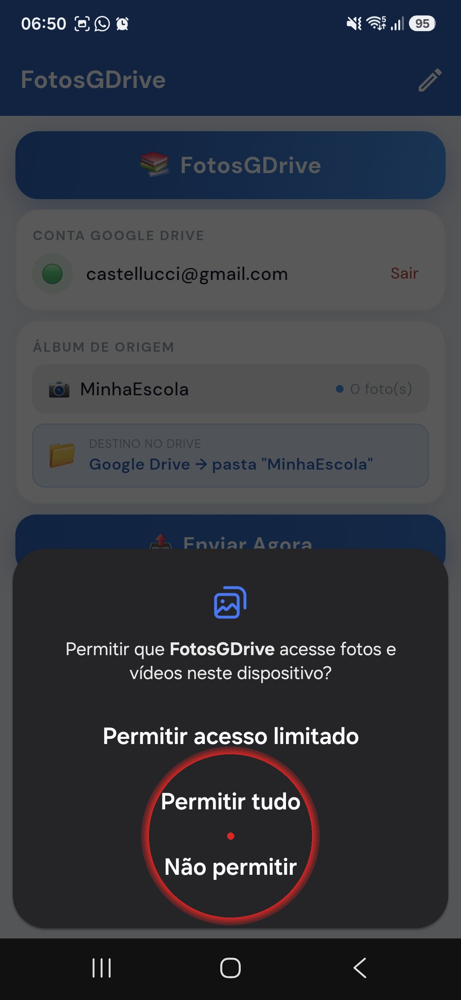 06:50
5
95
FotosGDrive
FotosGDrive
CONTA GOOGLE DRIVE
castellucci@gmail.com Sair
ÁLBUM DE ORIGEM
MinhaEscola 0 foto(s)
DESTINO NO DRIVE
Google Drive → pasta "MinhaEscola"
Enviar Agora
Permitir que FotosGDrive acesse fotos e
vídeos neste dispositivo?
Permitir acesso limitado
Permitir tudo
Não permitir